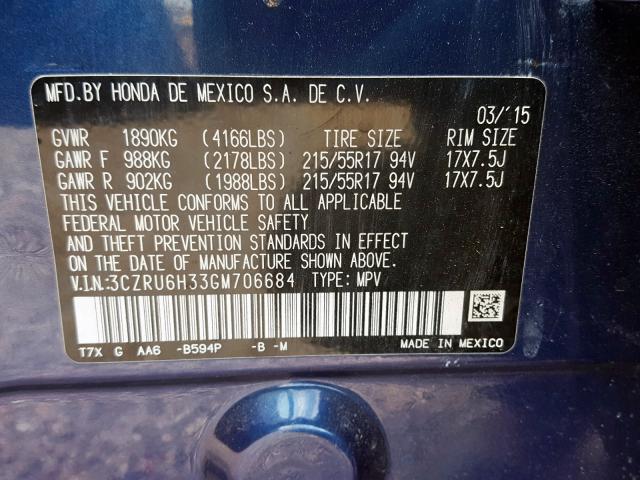 MFD.BY HONDA DE MEXICO S.A. DE C.V.
03/'15
GVWR 1890KG (4166LBS) TIRE SIZE RIM SIZE
GAWR F 988KG (2178LBS) 215/55R17 94V 17X7.5J
GAWR R 902KG (1988LBS) 215/55R17 94V 17X7.5J
THIS VEHICLE CONFORMS TO ALL APPLICABLE
FEDERAL MOTOR VEHICLE SAFETY
AND THEFT PREVENTION STANDARDS IN EFFECT
ON THE DATE OF MANUFACTURE SHOWN ABOVE.
V.I.N:3CZRU6H33GM706684 TYPE: MPV
T7X G AA6 -B594P -B -M MADE IN MEXICO